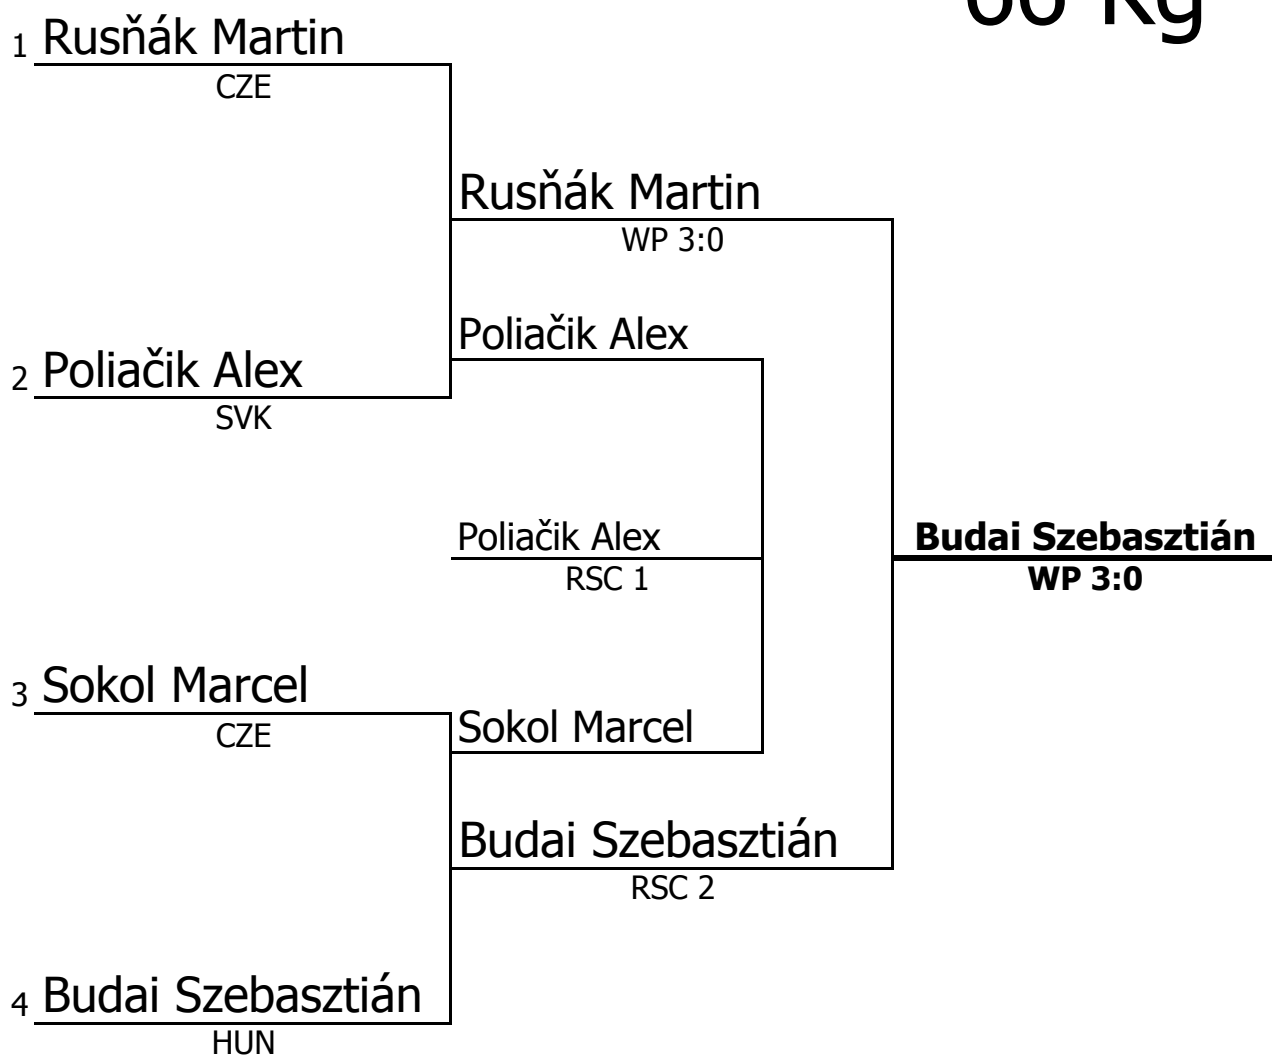 Kg
1 Rusňák Martin
CZE
Rusňák Martin
WP 3:0
Poliačik Alex
2 Poliačik Alex
SVK
Poliačik Alex
RSC 1
Budai Szebasztián
WP 3:0
3 Sokol Marcel
CZE
Sokol Marcel
Budai Szebasztián
RSC 2
4 Budai Szebasztián
HUN